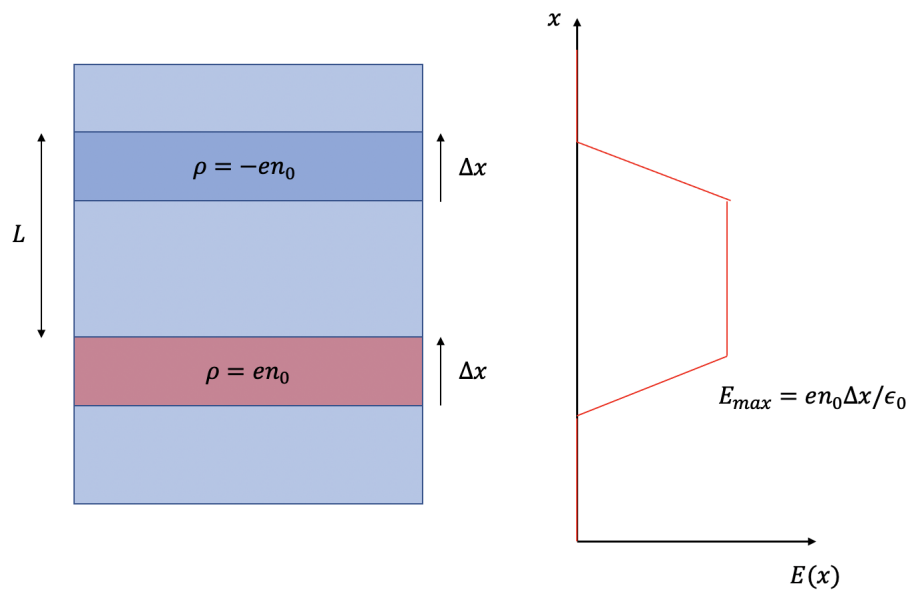 x
ρ = −en₀
Δx
L
ρ = en₀
Δx
E_max = en₀Δx/ϵ₀
E(x)